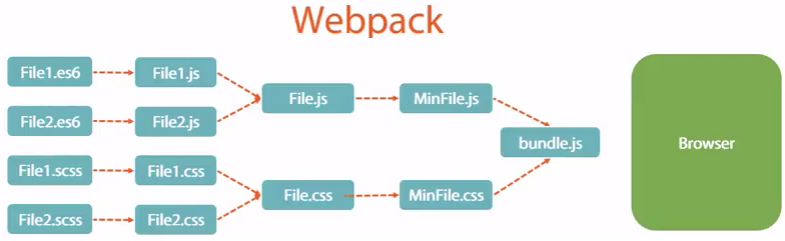 Webpack
File1.es6
File1.js
File2.es6
File2.js
File.js
MinFile.js
File1.scss
File1.css
File2.scss
File2.css
File.css
MinFile.css
bundle.js
Browser